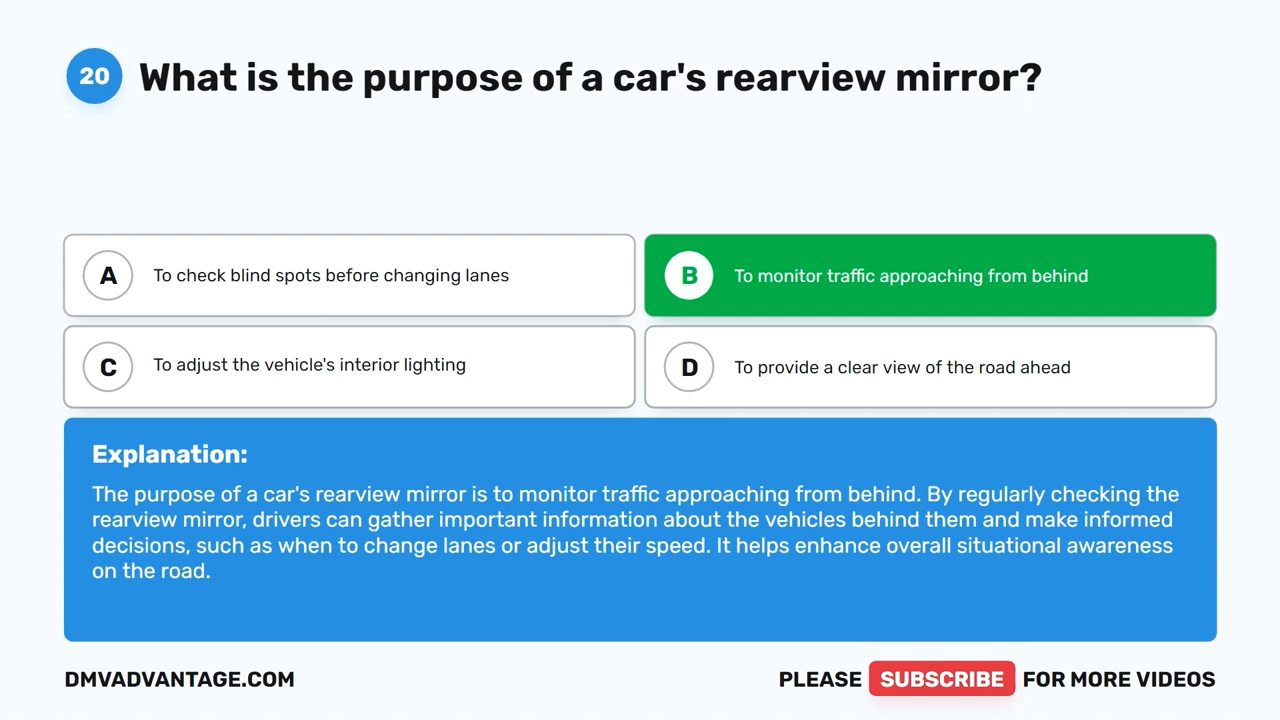 20 What is the purpose of a car's rearview mirror?
A To check blind spots before changing lanes
B To monitor traffic approaching from behind
C To adjust the vehicle's interior lighting
D To provide a clear view of the road ahead
Explanation:
The purpose of a car's rearview mirror is to monitor traffic approaching from behind. By regularly checking the
rearview mirror, drivers can gather important information about the vehicles behind them and make informed
decisions, such as when to change lanes or adjust their speed. It helps enhance overall situational awareness
on the road.
DMVADVANTAGE.COM
PLEASE SUBSCRIBE FOR MORE VIDEOS